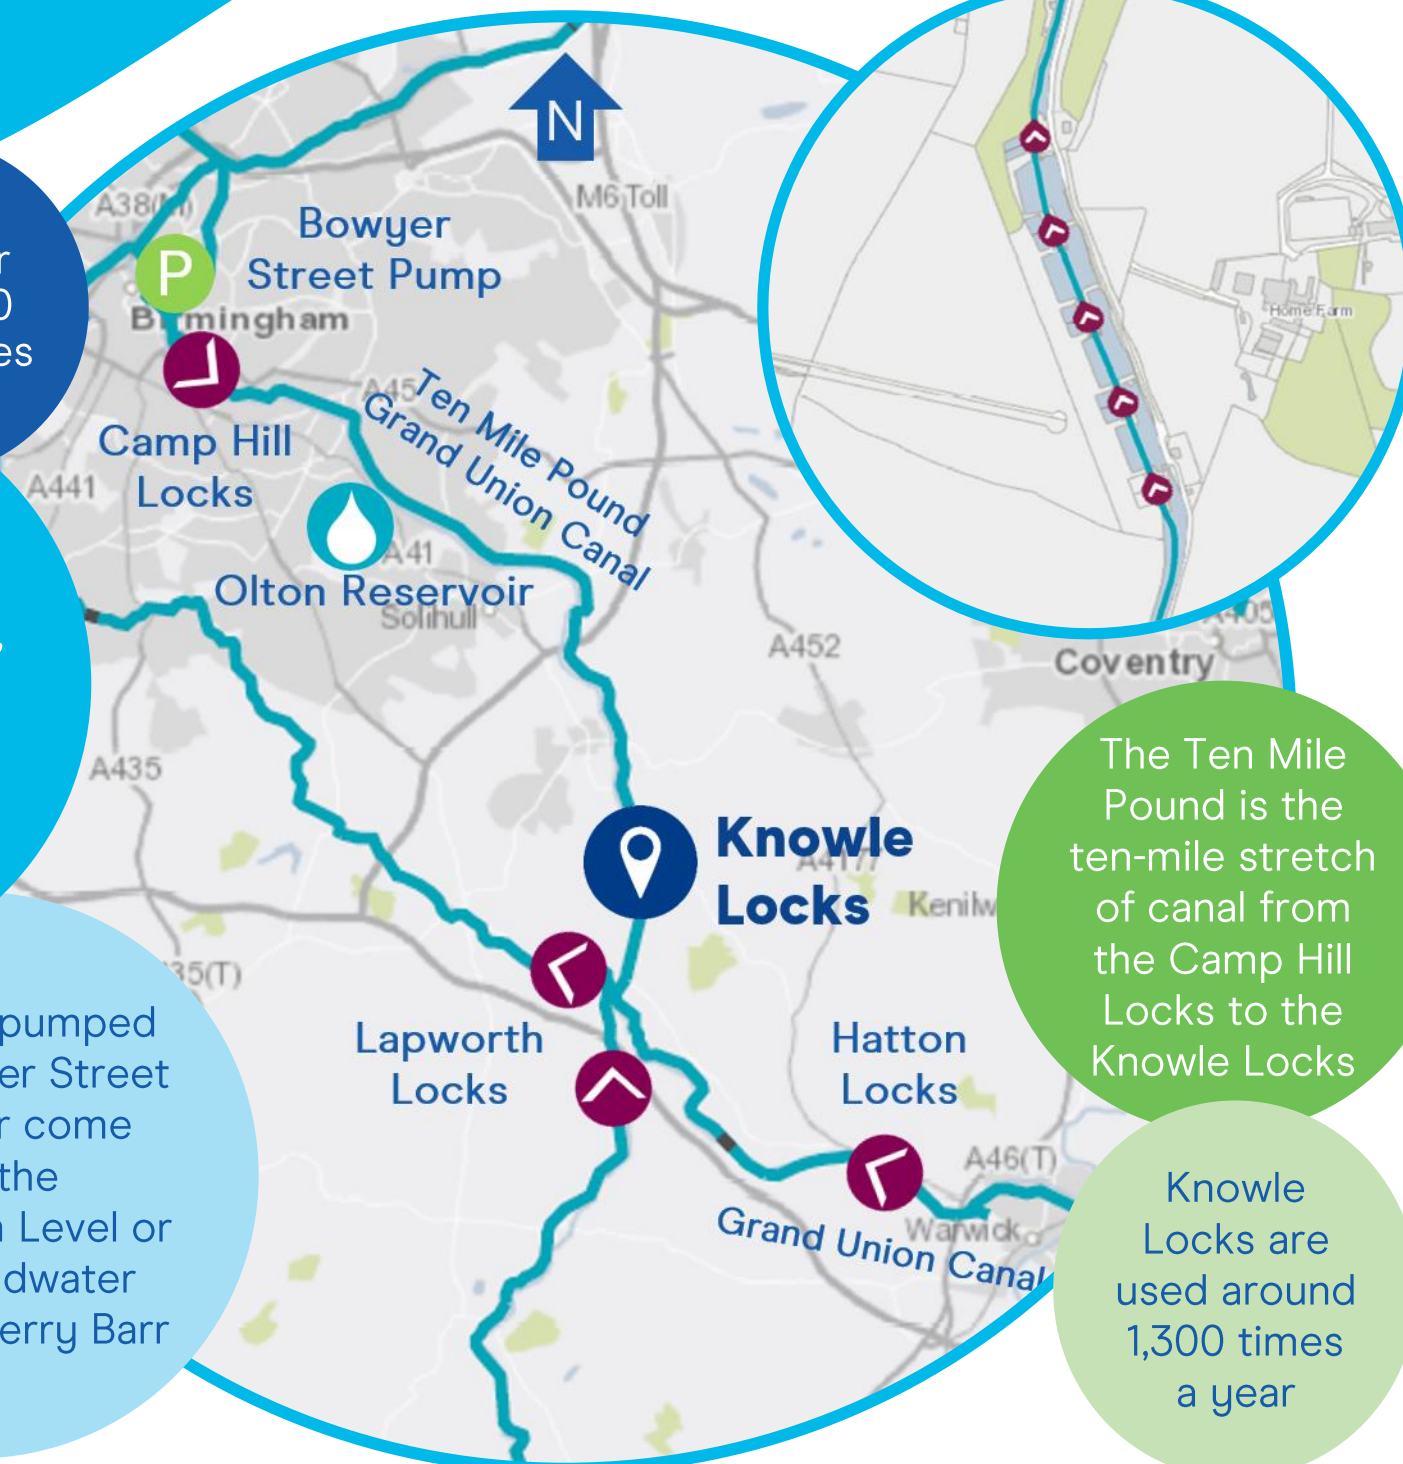 N
M6 Toll
A38(M)
Bowyer
Street Pump
P
Birmingham
A45
Ten Mile Pound
Grand Union Canal
Camp Hill
Locks
A441
A41
Olton Reservoir
Solihull
A452
Home Farm
Coventry
A435
Knowle
Locks
A4177
Lapworth
Locks
Hatton
Locks
A46(T)
Warwick
Grand Union Canal
The Ten Mile
Pound is the
ten-mile stretch
of canal from
the Camp Hill
Locks to the
Knowle Locks
Knowle
Locks are
used around
1,300 times
a year
pumped
er Street
r come
the
Level or
dwater
erry Barr